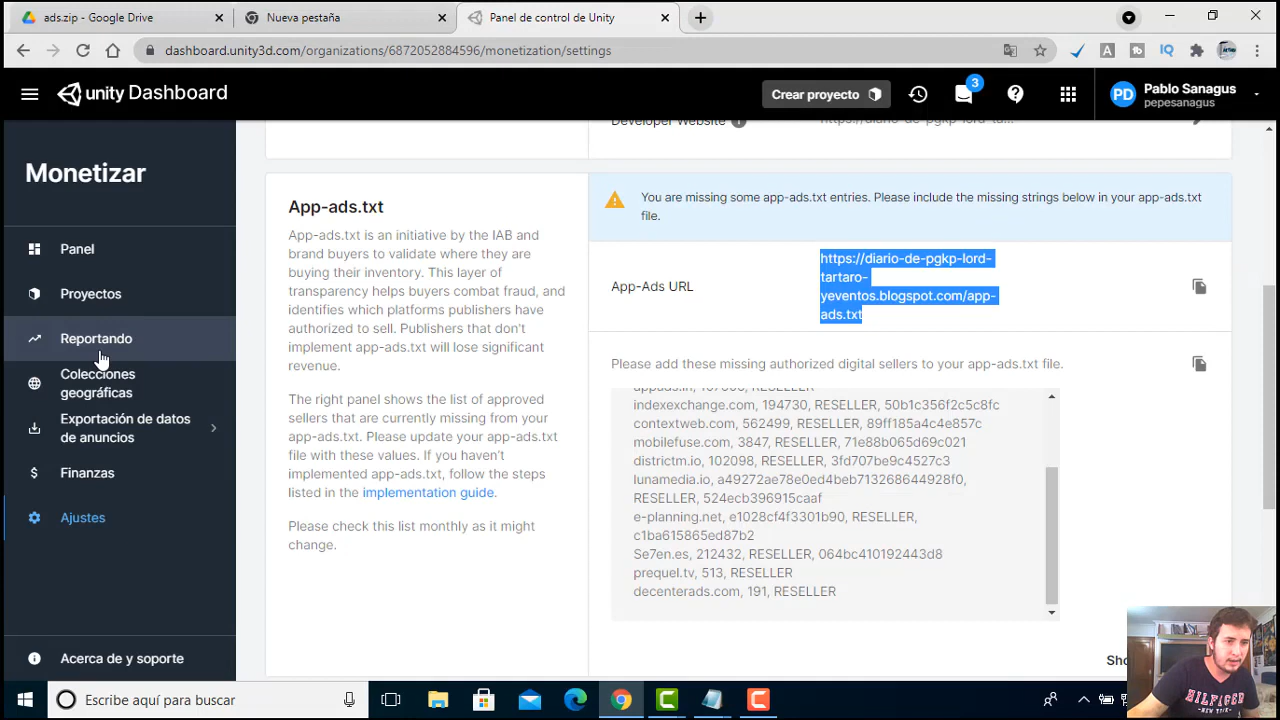 ads.zip - Google Drive
Nueva pestaña
Panel de control de Unity
dashboard.unity3d.com/organizations/6872052884596/monetization/settings
unity Dashboard
Crear proyecto
3
PD
Pablo Sanagus
pepesanagus
Monetizar
Panel
Proyectos
Reportando
Colecciones
geográficas
Exportación de datos
de anuncios
Finanzas
Ajustes
Acerca de y soporte
Developer Website
App-ads.txt
App-ads.txt is an initiative by the IAB and
brand buyers to validate where they are
buying their inventory. This layer of
transparency helps buyers combat fraud, and
identifies which platforms publishers have
authorized to sell. Publishers that don't
implement app-ads.txt will lose significant
revenue.
The right panel shows the list of approved
sellers that are currently missing from your
app-ads.txt. Please update your app-ads.txt
file with these values. If you haven't
implemented app-ads.txt, follow the steps
listed in the implementation guide.
Please check this list monthly as it might
change.
You are missing some app-ads.txt entries. Please include the missing strings below in your app-ads.txt
file.
App-Ads URL
https://diario-de-pgkp-lord-
tartaro-
yeventos.blogspot.com/app-
ads.txt
Please add these missing authorized digital sellers to your app-ads.txt file.
indexexchange.com, 194730, RESELLER, 50b1c356f2c5c8fc
contextweb.com, 562499, RESELLER, 89ff185a4c4e857c
mobilefuse.com, 3847, RESELLER, 71e88b065d69c021
districtm.io, 102098, RESELLER, 3fd707be9c4527c3
lunamedia.io, a49272ae78e0ed4beb713268644928f0,
RESELLER, 524ecb396915caaf
e-planning.net, e1028cf4f3301b90, RESELLER,
c1ba615865ed87b2
Se7en.es, 212432, RESELLER, 064bc410192443d8
prequel.tv, 513, RESELLER
decenterads.com, 191, RESELLER
Escribe aquí para buscar
HILFIGER
NEW YORK